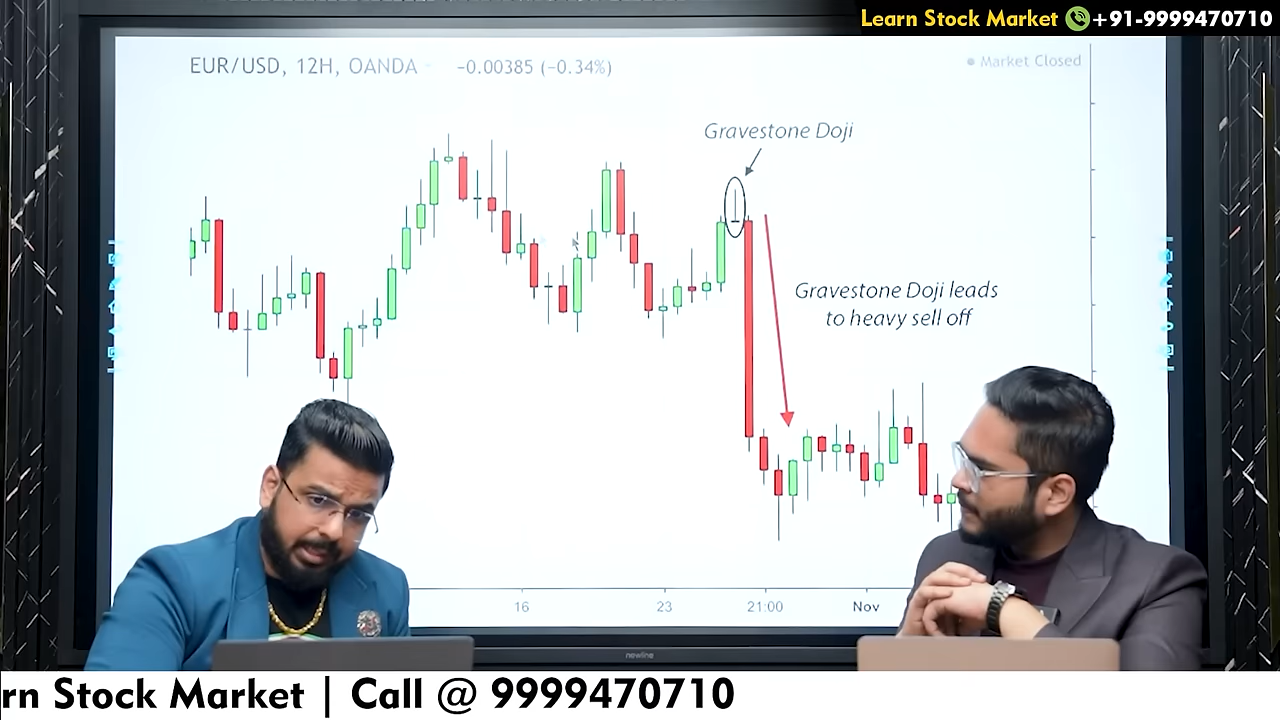 Learn Stock Market +91-9999470710
EUR/USD, 12H, OANDA −0.00385 (−0.34%)
Market Closed
Gravestone Doji
Gravestone Doji leads
to heavy sell off
16 23 21:00 Nov
newline
rn Stock Market | Call @ 9999470710